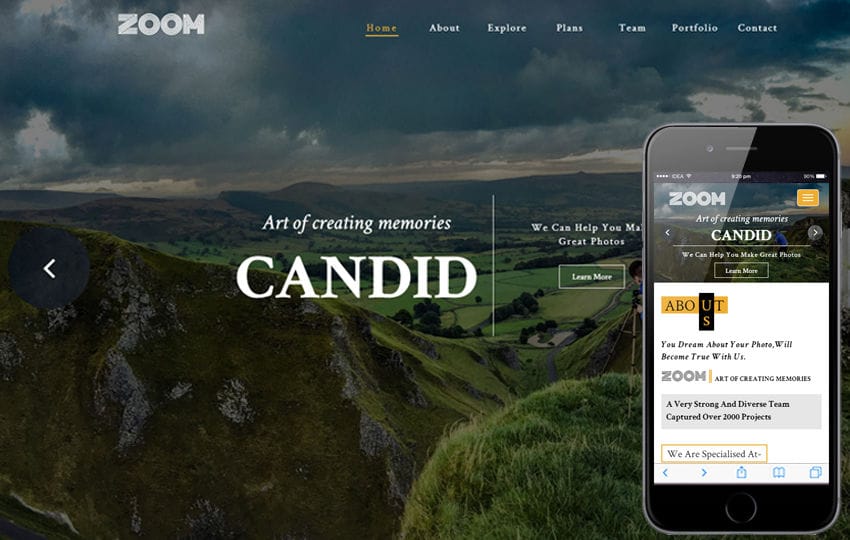 ZOOM
Home About Explore Plans Team Portfolio Contact
Art of creating memories
CANDID
We Can Help You
Great Photos
Learn More
IDEA 9:20 pm 90%
ZOOM
Art of creating memories
CANDID
We Can Help You Make Great Photos
Learn More
ABOUT
US
You Dream About Your Photo,Will
Become True With Us.
ZOOM ART OF CREATING MEMORIES
A Very Strong And Diverse Team
Captured Over 2000 Projects
We Are Specialised At-